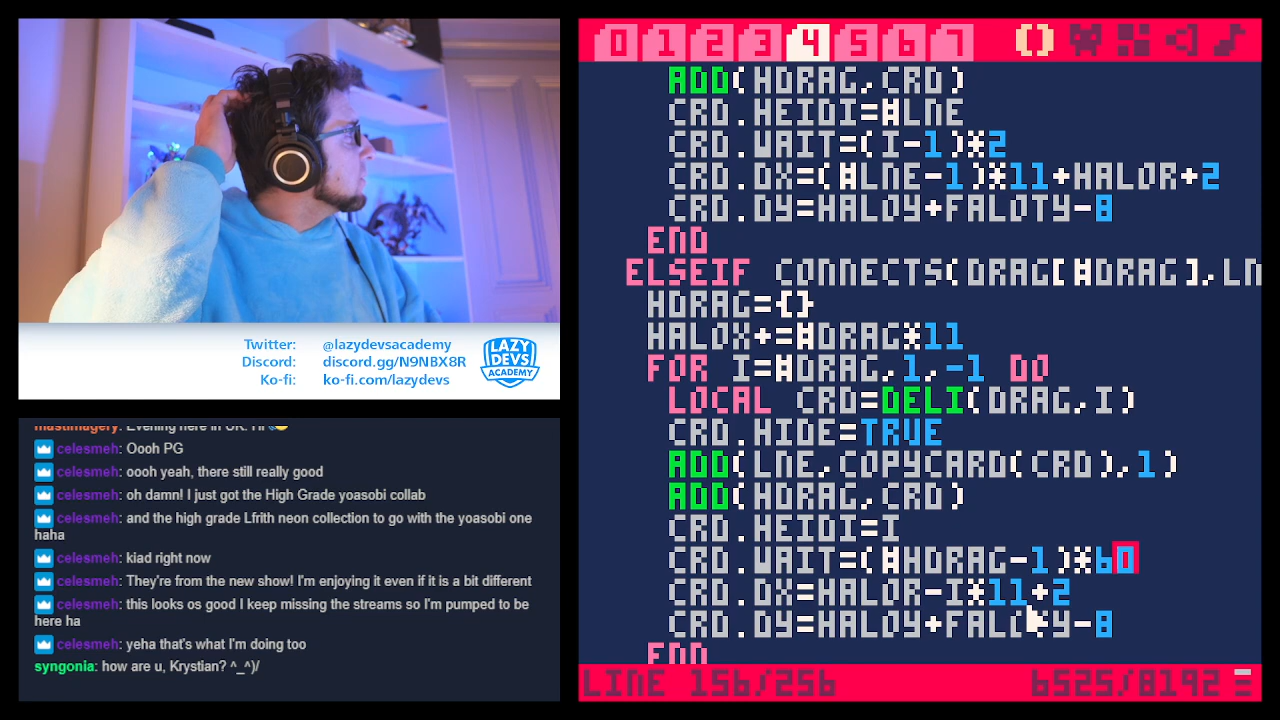 Twitter: @lazydevsacademy
Discord: discord.gg/N9NBX8R
Ko-fi: ko-fi.com/lazydevs
LAZY
DEVS
ACADEMY
mastimagery: Evening here in UK. Hi
celesmeh: Oooh PG
celesmeh: oooh yeah, there still really good
celesmeh: oh damn! I just got the High Grade yoasobi collab
celesmeh: and the high grade Lfrith neon collection to go with the yoasobi one
haha
celesmeh: kiad right now
celesmeh: They're from the new show! I'm enjoying it even if it is a bit different
celesmeh: this looks os good I keep missing the streams so I'm pumped to be
here ha
celesmeh: yeha that's what I'm doing too
syngonia: how are u, Krystian? ^_^)/
0 1 2 3 4 5 6 7 ()
ADD(HDRAG,CRD)
CRD.HEIDI=#LNE
CRD.WAIT=(I-1)*2
CRD.DX=(#LNE-1)*11+HALOR+2
CRD.DY=HALOY+FALOTY-8
END
ELSEIF CONNECTS(DRAG[#DRAG],LN
HDRAG={}
HALOX+=#DRAG*11
FOR I=#DRAG,1,-1 DO
LOCAL CRD=DELI(DRAG,I)
CRD.HIDE=TRUE
ADD(LNE,COPYCARD(CRD),1)
ADD(HDRAG,CRD)
CRD.HEIDI=I
CRD.WAIT=(#HDRAG-1)*60
CRD.DX=HALOR-I*11+2
CRD.DY=HALOY+FALOTY-8
END
LINE 156/256 6525/8192